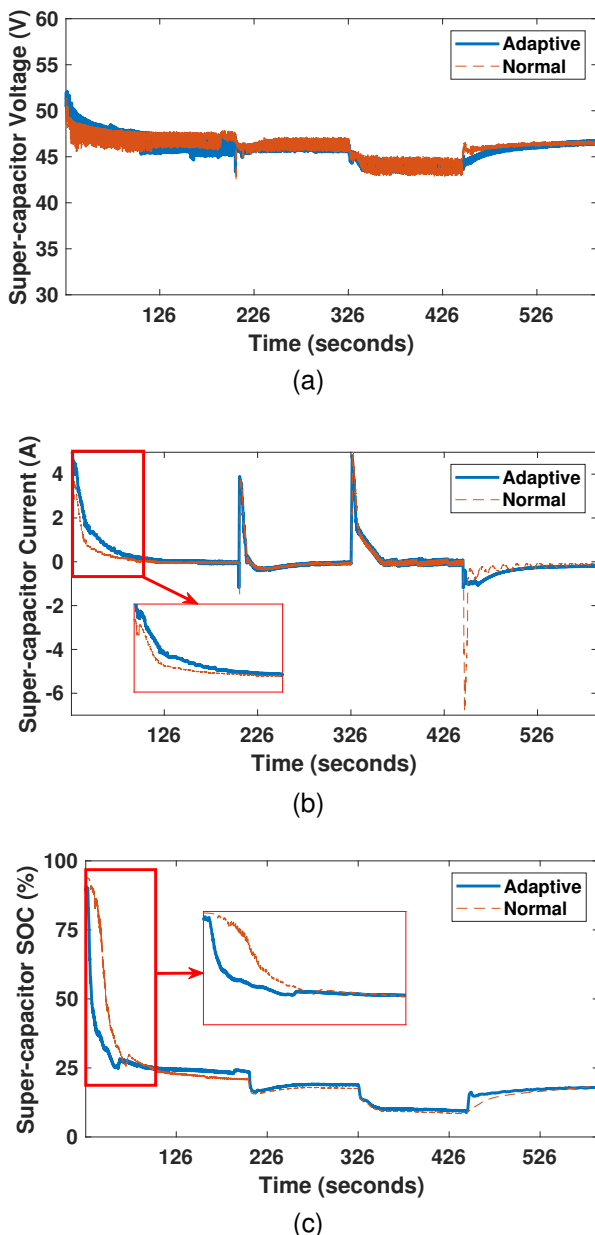 60
55
50
45
40
35
30
Super-capacitor Voltage (V)
Adaptive
Normal
126 226 326 426 526
Time (seconds)
(a)
4
2
0
-2
-4
-6
Super-capacitor Current (A)
Adaptive
Normal
126 226 326 426 526
Time (seconds)
(b)
100
75
50
25
0
Super-capacitor SOC (%)
Adaptive
Normal
126 226 326 426 526
Time (seconds)
(c)